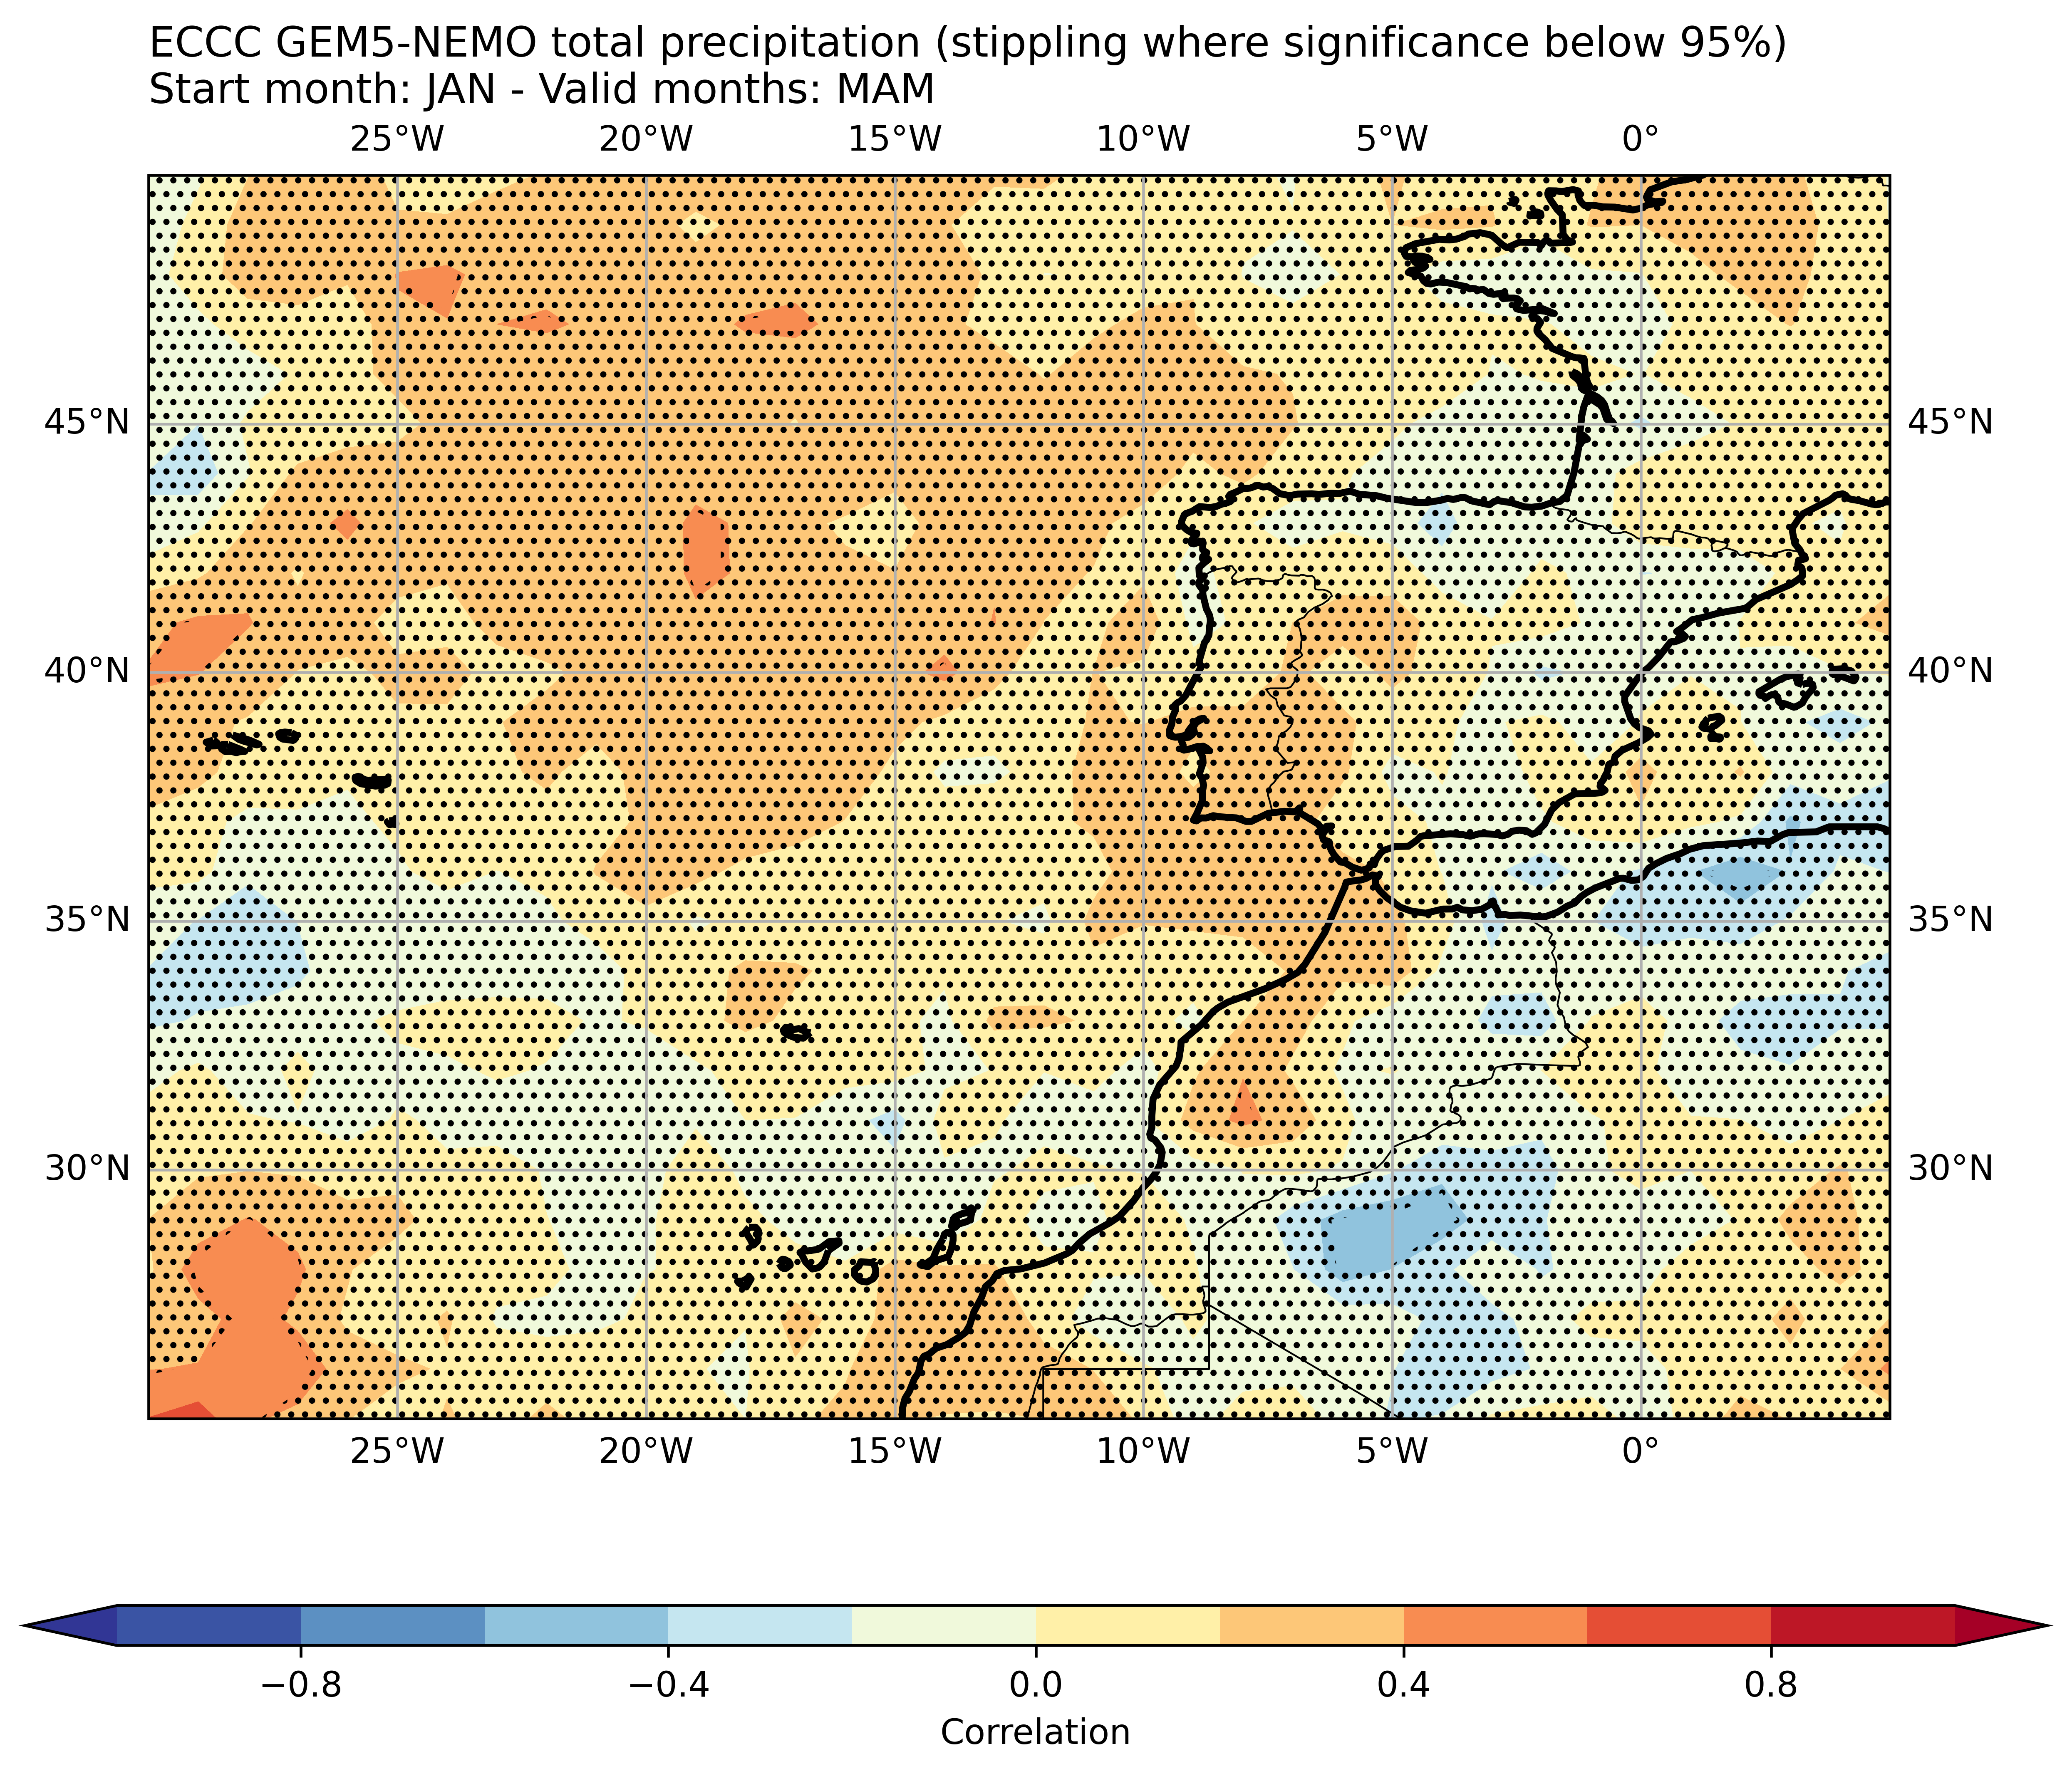 ECCC GEM5-NEMO total precipitation (stippling where significance below 95%)
Start month: JAN - Valid months: MAM
25°W 20°W 15°W 10°W 5°W 0°
45°N 45°N
40°N 40°N
35°N 35°N
30°N 30°N
25°W 20°W 15°W 10°W 5°W 0°
−0.8 −0.4 0.0 0.4 0.8
Correlation